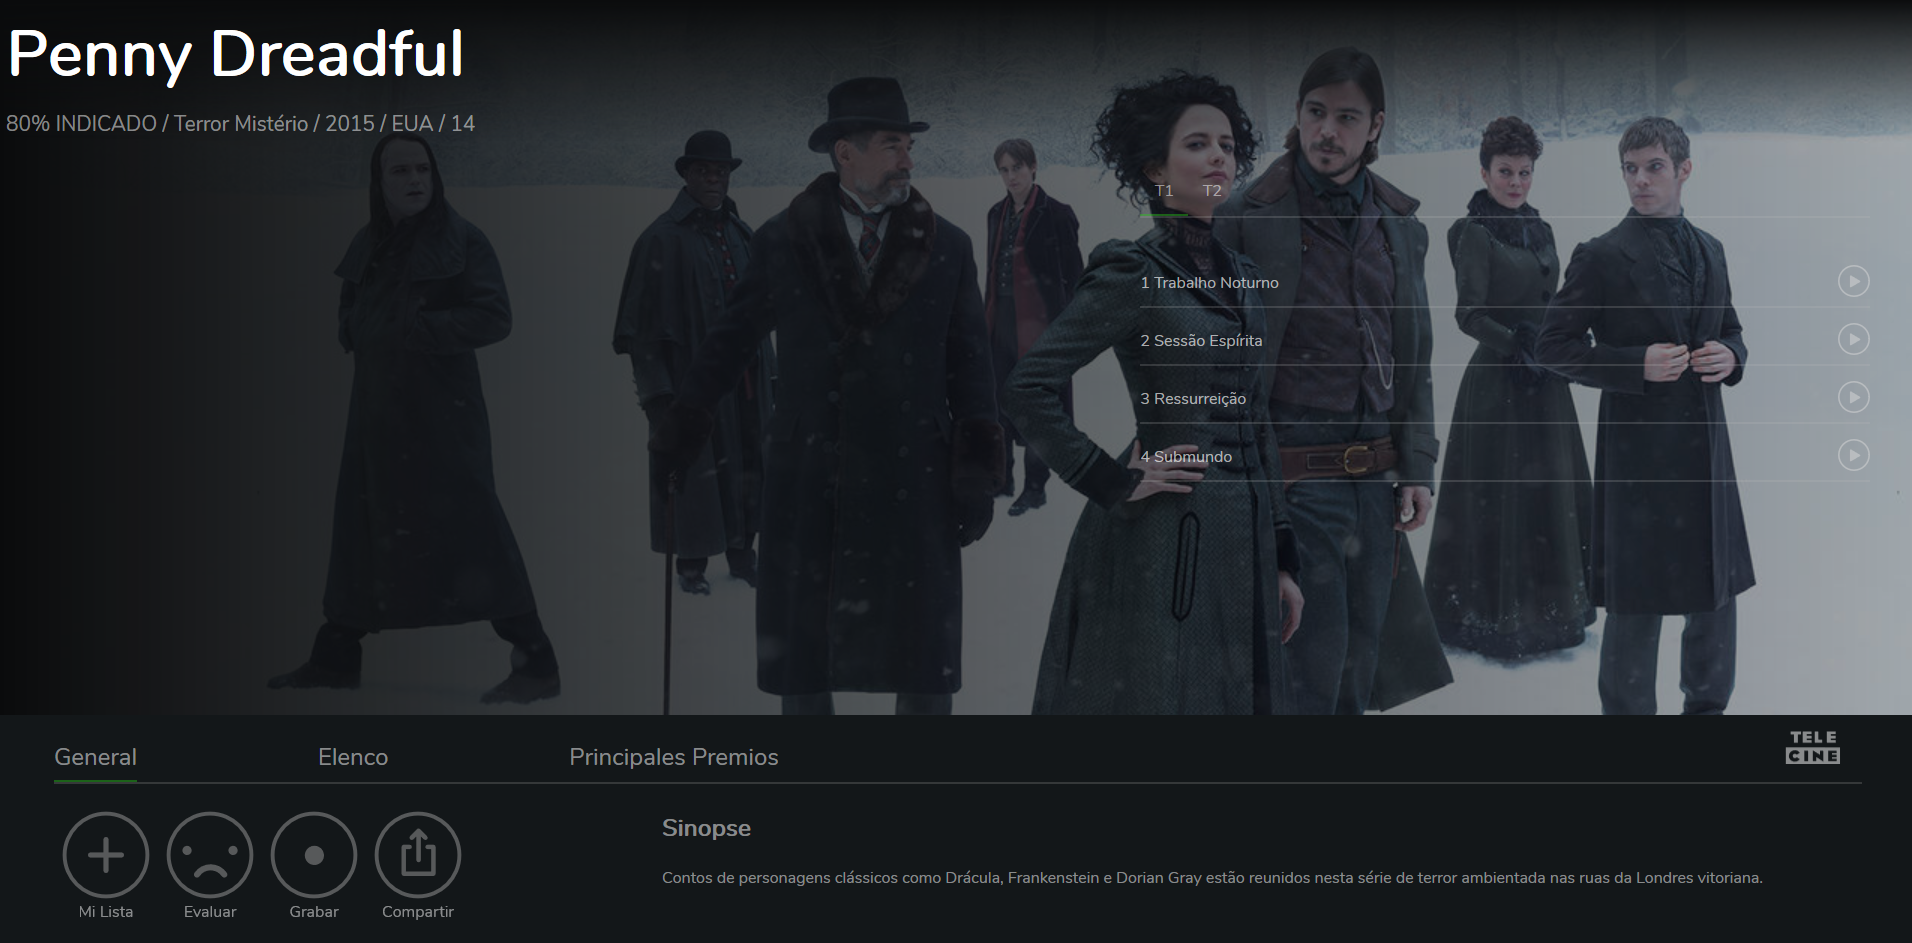 Penny Dreadful
80% INDICADO / Terror Mistério / 2015 / EUA / 14
T1 T2
1 Trabalho Noturno
2 Sessão Espírita
3 Ressurreição
4 Submundo
General Elenco Principales Premios
TELE
CINE
Mi Lista Evaluar Grabar Compartir
Sinopse
Contos de personagens clássicos como Drácula, Frankenstein e Dorian Gray estão reunidos nesta série de terror ambientada nas ruas da Londres vitoriana.